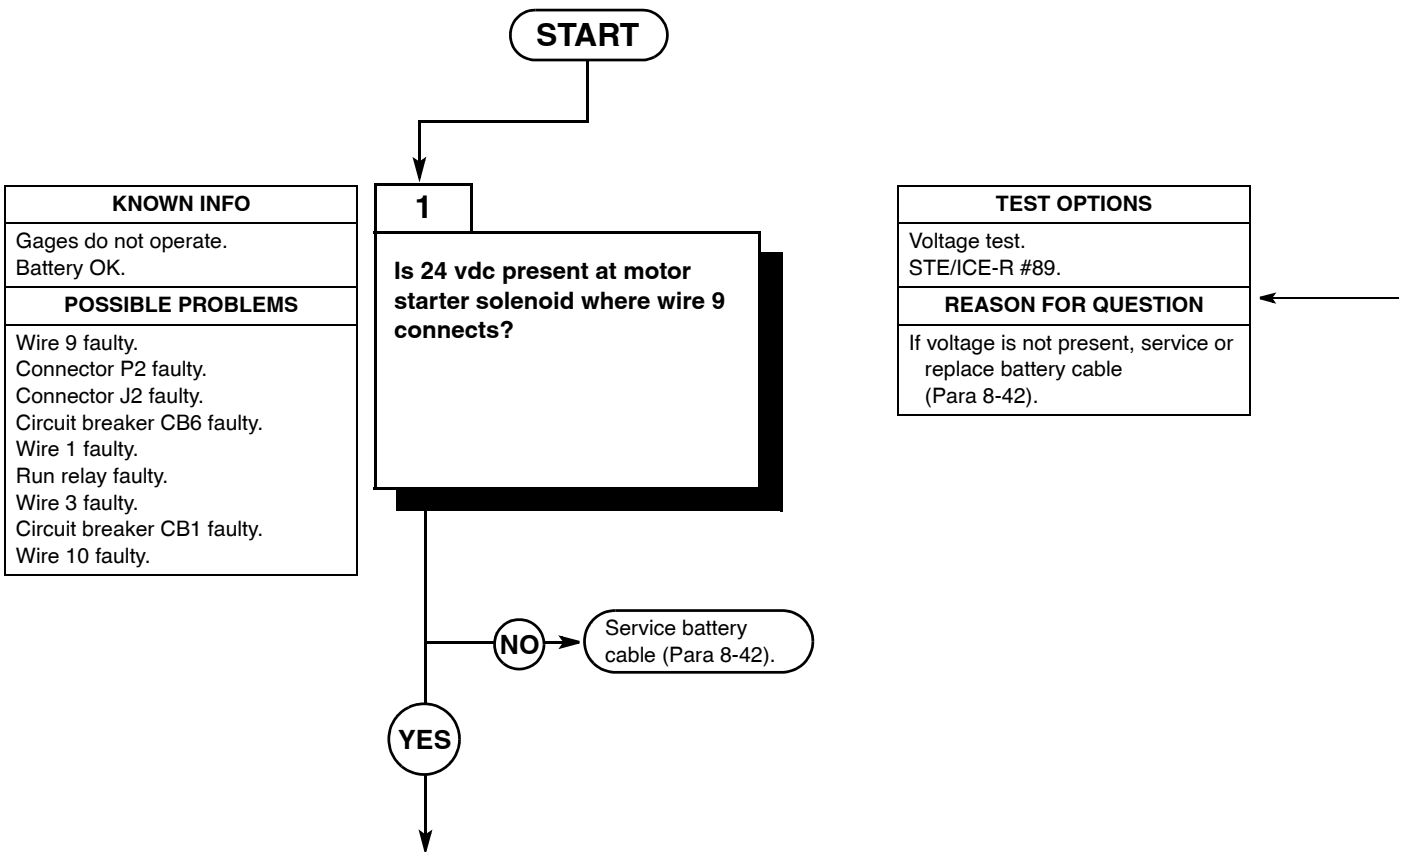 START
KNOWN INFO
Gages do not operate.
Battery OK.
POSSIBLE PROBLEMS
Wire 9 faulty.
Connector P2 faulty.
Connector J2 faulty.
Circuit breaker CB6 faulty.
Wire 1 faulty.
Run relay faulty.
Wire 3 faulty.
Circuit breaker CB1 faulty.
Wire 10 faulty.
1
Is 24 vdc present at motor
starter solenoid where wire 9
connects?
TEST OPTIONS
Voltage test.
STE/ICE-R #89.
REASON FOR QUESTION
If voltage is not present, service or
replace battery cable
(Para 8-42).
NO
Service battery
cable (Para 8-42).
YES